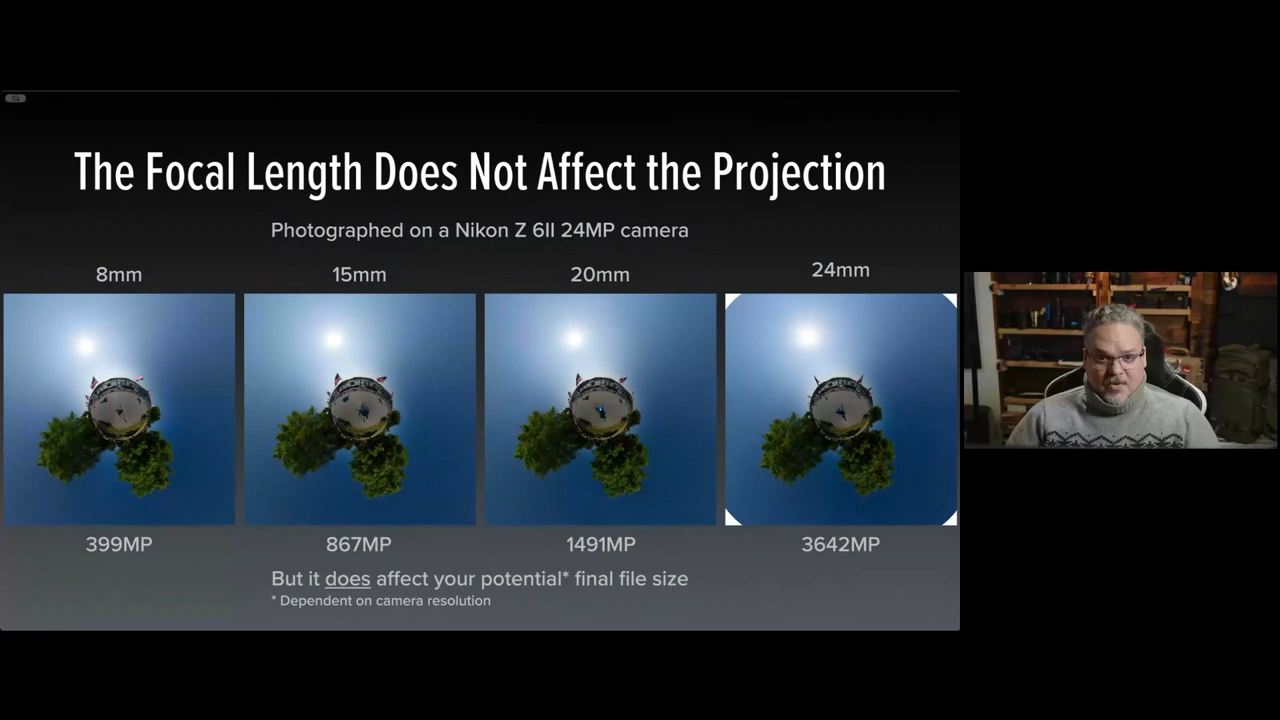 The Focal Length Does Not Affect the Projection
Photographed on a Nikon Z 6II 24MP camera
8mm
15mm
20mm
24mm
399MP
867MP
1491MP
3642MP
But it does affect your potential* final file size
* Dependent on camera resolution